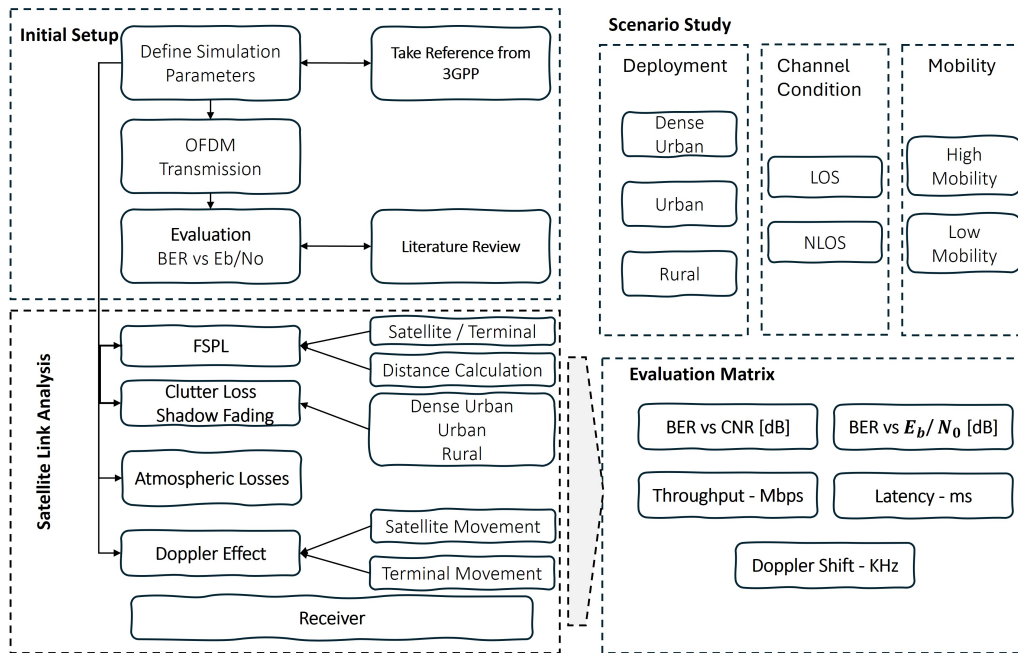 Initial Setup
Define Simulation
Parameters
Take Reference from
3GPP
OFDM
Transmission
Evaluation
BER vs Eb/No
Literature Review
Satellite Link Analysis
FSPL
Satellite / Terminal
Distance Calculation
Clutter Loss
Shadow Fading
Dense Urban
Urban
Rural
Atmospheric Losses
Doppler Effect
Satellite Movement
Terminal Movement
Receiver
Scenario Study
Deployment
Dense
Urban
Urban
Rural
Channel
Condition
LOS
NLOS
Mobility
High
Mobility
Low
Mobility
Evaluation Matrix
BER vs CNR [dB]
BER vs E_b/N_0 [dB]
Throughput - Mbps
Latency - ms
Doppler Shift - KHz